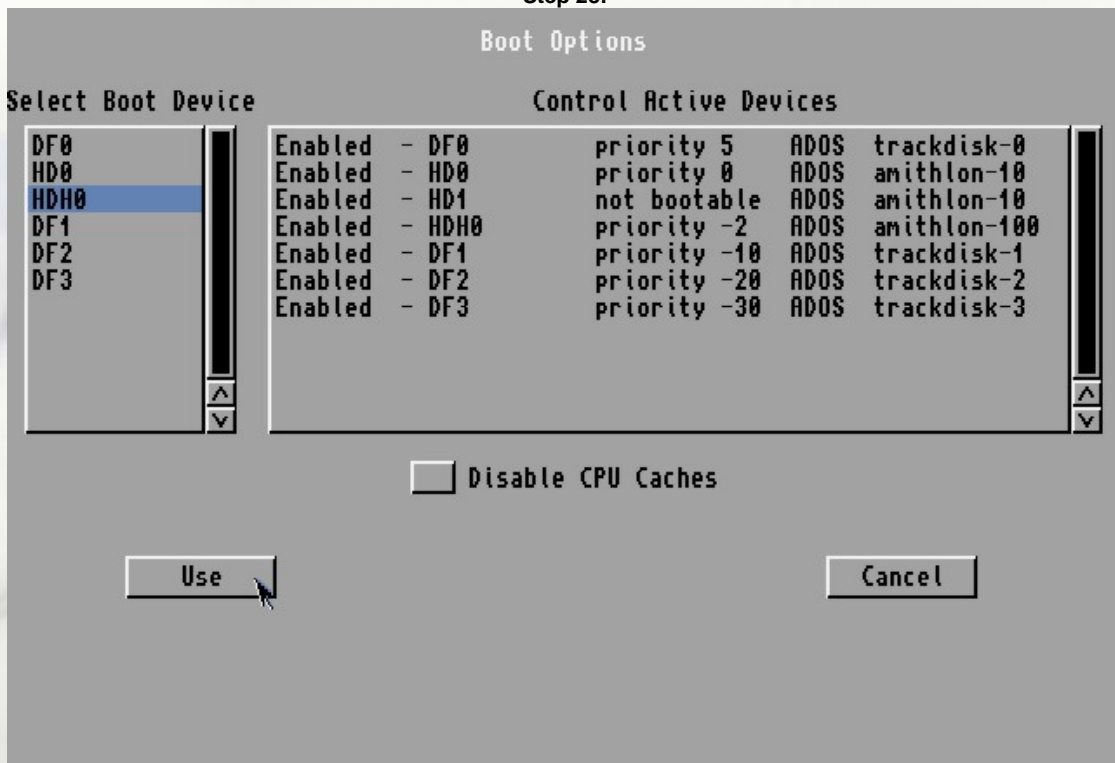 Boot Options
Select Boot Device
Control Active Devices
DF0
HD0
HDH0
DF1
DF2
DF3
Enabled - DF0 priority 5 ADOS trackdisk-0
Enabled - HD0 priority 0 ADOS amithlon-10
Enabled - HD1 not bootable ADOS amithlon-10
Enabled - HDH0 priority -2 ADOS amithlon-100
Enabled - DF1 priority -10 ADOS trackdisk-1
Enabled - DF2 priority -20 ADOS trackdisk-2
Enabled - DF3 priority -30 ADOS trackdisk-3
Disable CPU Caches
Use
Cancel